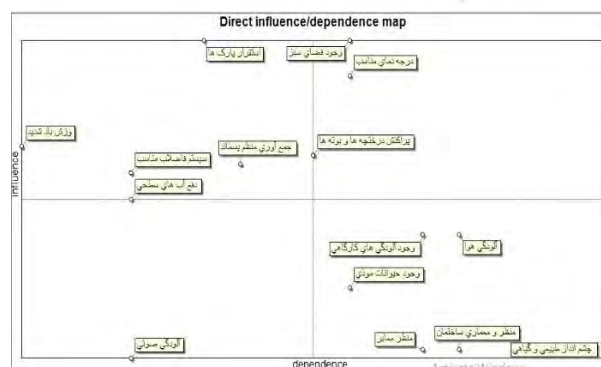 Direct influence/dependence map
استقرار پارک ها
وجود فضای سبز
درجه نمای مناسب
وزش باد شدید
جمع آوری منظم پسماند
پراکنش درختچه ها و بوته ها
سیستم فاضلاب مناسب
دفع آب های سطحی
influence
وجود آلودگی های کارگاهی
آلودگی هوا
وجود حیوانات موذی
آلودگی صوتی
منظر معابر
منظر و معماری ساختمان
چشم انداز طبیعی و گیاهی
dependence